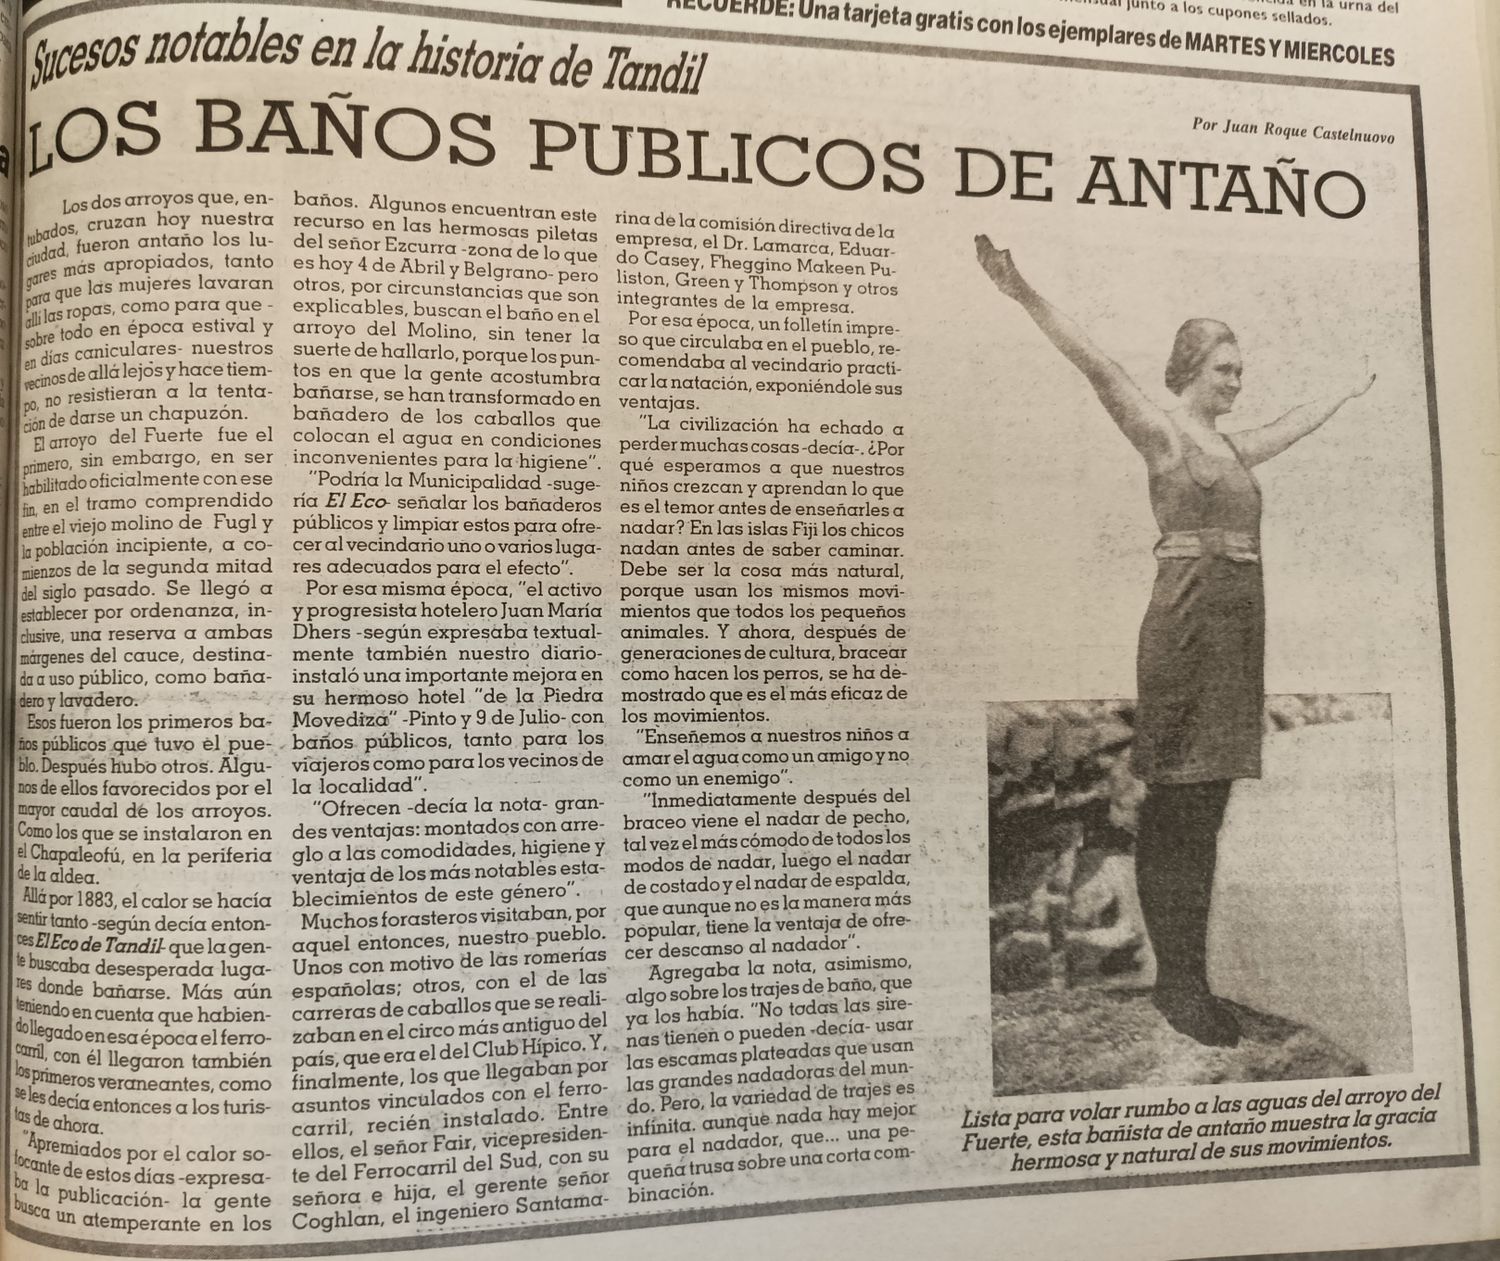 en la urna del
junto a los cupones sellados.
RECUERDE: Una tarjeta gratis con los ejemplares de MARTES Y MIERCOLES
Sucesos notables en la historia de Tandil
LOS BAÑOS PUBLICOS DE ANTAÑO
Por Juan Roque Castelnuovo
Los dos arroyos que, en-
tubados, cruzan hoy nuestra
ciudad, fueron antaño los lu-
gares más apropiados, tanto
para que las mujeres lavaran
allí las ropas, como para que -
sobre todo en época estival y
en días caniculares- nuestros
vecinos de allá lejos y hace tiem-
po, no resistieran a la tenta-
ción de darse un chapuzón.
El arroyo del Fuerte fue el
primero, sin embargo, en ser
habilitado oficialmente con ese
fin, en el tramo comprendido
entre el viejo molino de Fugl y
la población incipiente, a co-
mienzos de la segunda mitad
del siglo pasado. Se llegó a
establecer por ordenanza, in-
clusive, una reserva a ambas
márgenes del cauce, destina-
da a uso público, como baña-
dero y lavadero.
Esos fueron los primeros ba-
ños públicos que tuvo el pue-
blo. Después hubo otros. Algu-
nos de ellos favorecidos por el
mayor caudal de los arroyos.
Como los que se instalaron en
el Chapaleofú, en la periferia
de la aldea.
Allá por 1883, el calor se hacía
sentir tanto -según decía enton-
ces El Eco de Tandil- que la gen-
te buscaba desesperada luga-
res donde bañarse. Más aún
teniendo en cuenta que habien-
do llegado en esa época el ferro-
carril, con él llegaron también
los primeros veraneantes, como
se les decía entonces a los turis-
tas de ahora.
"Apremiados por el calor so-
focante de estos días -expresa-
ba la publicación- la gente
busca un atemperante en los
baños. Algunos encuentran este
recurso en las hermosas piletas
del señor Ezcurra -zona de lo que
es hoy 4 de Abril y Belgrano- pero
otros, por circunstancias que son
explicables, buscan el baño en el
arroyo del Molino, sin tener la
suerte de hallarlo, porque los pun-
tos en que la gente acostumbra
bañarse, se han transformado en
bañadero de los caballos que
colocan el agua en condiciones
inconvenientes para la higiene".
"Podría la Municipalidad -suge-
ría El Eco- señalar los bañaderos
públicos y limpiar estos para ofre-
cer al vecindario uno o varios luga-
res adecuados para el efecto".
Por esa misma época, "el activo
y progresista hotelero Juan María
Dhers -según expresaba textual-
mente también nuestro diario-
instaló una importante mejora en
su hermoso hotel "de la Piedra
Movediza" -Pinto y 9 de Julio- con
baños públicos, tanto para los
viajeros como para los vecinos de
la localidad".
"Ofrecen -decía la nota- gran-
des ventajas: montados con arre-
glo a las comodidades, higiene y
ventaja de los más notables esta-
blecimientos de este género".
Muchos forasteros visitaban, por
aquel entonces, nuestro pueblo.
Unos con motivo de las romerías
españolas; otros, con el de las
carreras de caballos que se reali-
zaban en el circo más antiguo del
país, que era el del Club Hípico. Y,
finalmente, los que llegaban por
asuntos vinculados con el ferro-
carril, recién instalado. Entre
ellos, el señor Fair, vicepresiden-
te del Ferrocarril del Sud, con su
señora e hija, el gerente señor
Coghlan, el ingeniero Santama-
rina de la comisión directiva de la
empresa, el Dr. Lamarca, Eduar-
do Casey, Fheggino Makeen Pu-
liston, Green y Thompson y otros
integrantes de la empresa.
Por esa época, un folletín impre-
so que circulaba en el pueblo, re-
comendaba al vecindario practi-
car la natación, exponiéndole sus
ventajas.
"La civilización ha echado a
perder muchas cosas -decía-. ¿Por
qué esperamos a que nuestros
niños crezcan y aprendan lo que
es el temor antes de enseñarles a
nadar? En las islas Fiji los chicos
nadan antes de saber caminar.
Debe ser la cosa más natural,
porque usan los mismos movi-
mientos que todos los pequeños
animales. Y ahora, después de
generaciones de cultura, bracear
como hacen los perros, se ha de-
mostrado que es el más eficaz de
los movimientos.
"Enseñemos a nuestros niños a
amar el agua como un amigo y no
como un enemigo".
"Inmediatamente después del
braceo viene el nadar de pecho,
tal vez el más cómodo de todos los
modos de nadar, luego el nadar
de costado y el nadar de espalda,
que aunque no es la manera más
popular, tiene la ventaja de ofre-
cer descanso al nadador".
Agregaba la nota, asimismo,
algo sobre los trajes de baño, que
ya los había. "No todas las sire-
nas tienen o pueden -decía- usar
las escamas plateadas que usan
las grandes nadadoras del mun-
do. Pero, la variedad de trajes es
infinita. aunque nada hay mejor
para el nadador, que... una pe-
queña trusa sobre una corta com-
binación.
Lista para volar rumbo a las aguas del arroyo del
Fuerte, esta bañista de antaño muestra la gracia
hermosa y natural de sus movimientos.